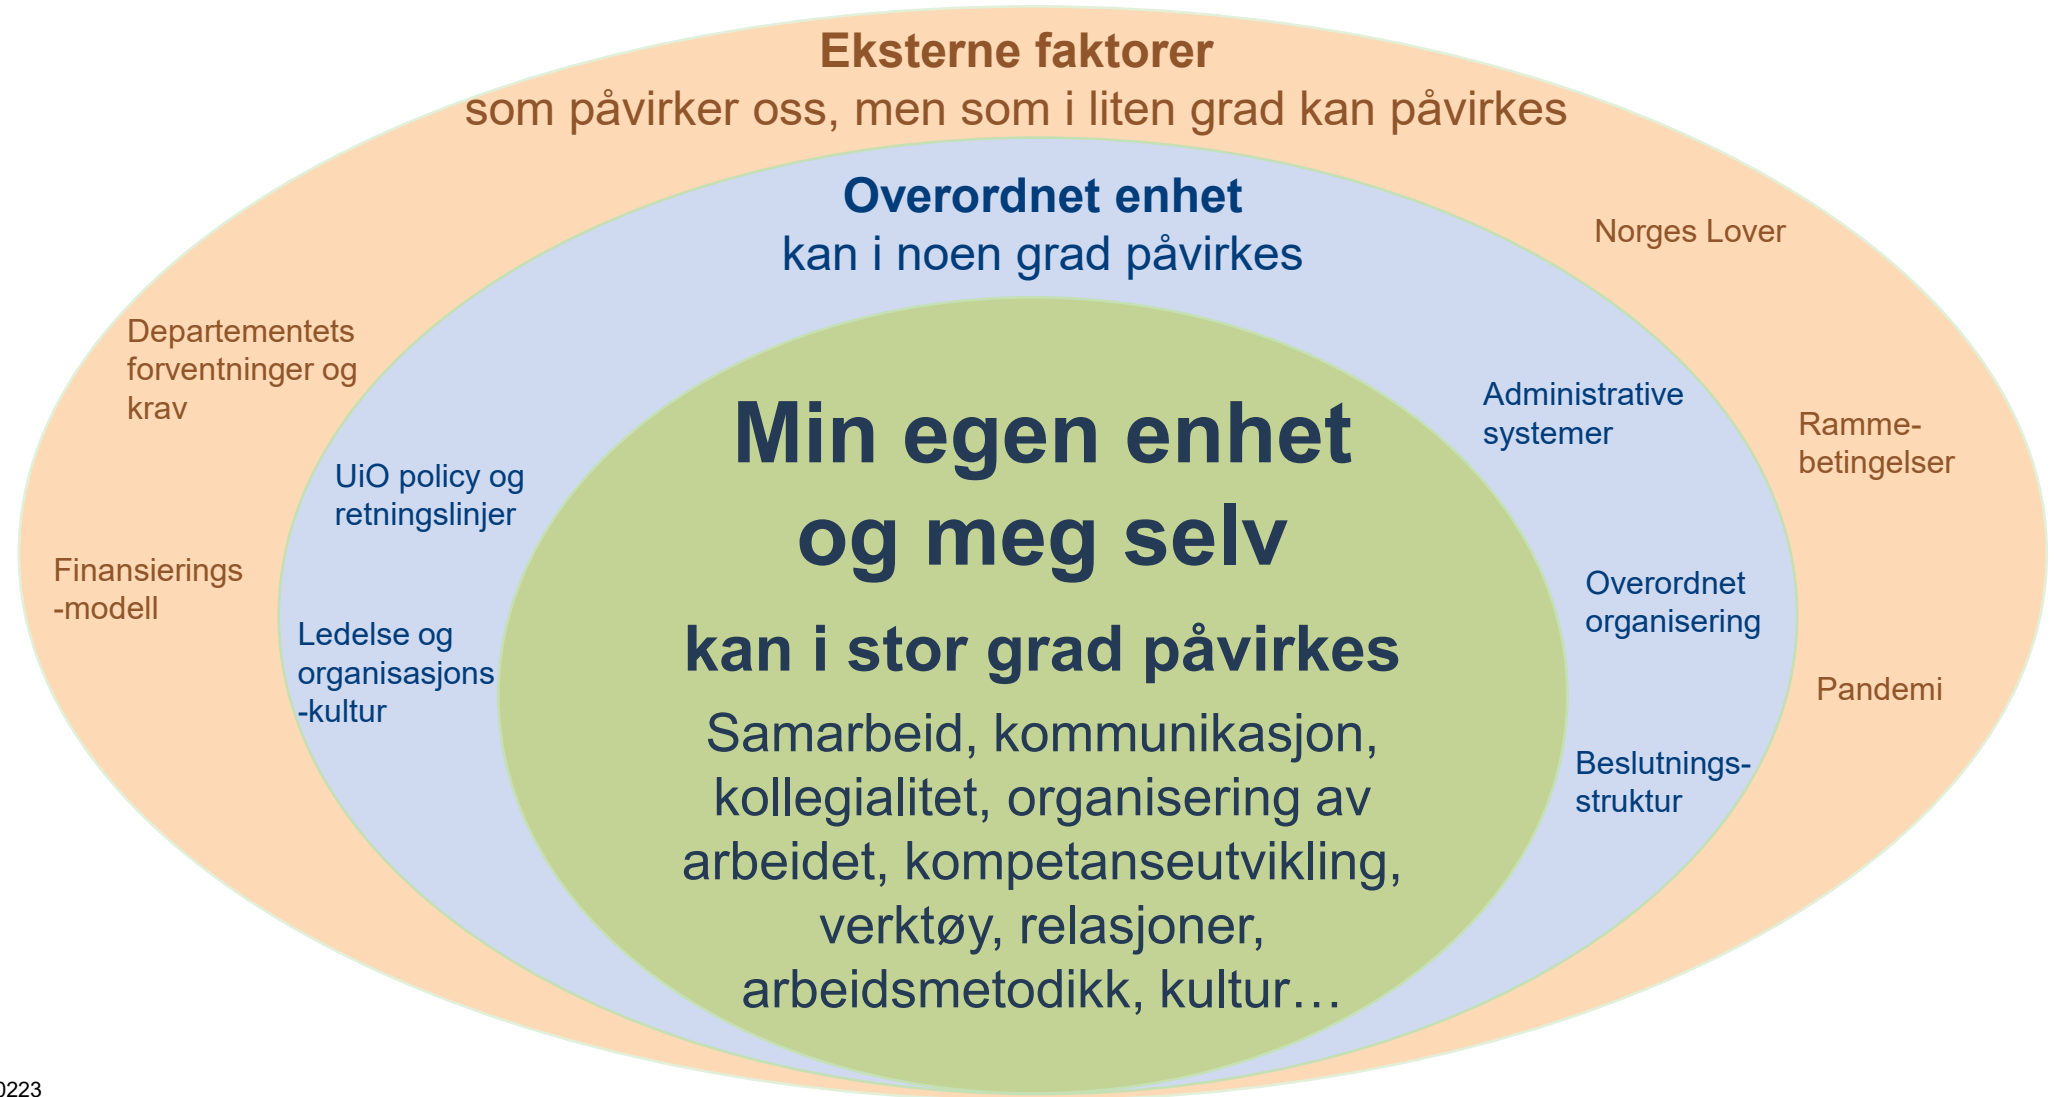 Eksterne faktorer
som påvirker oss, men som i liten grad kan påvirkes
Overordnet enhet
kan i noen grad påvirkes
Norges Lover
Departementets
forventninger og
krav
Administrative
systemer
Ramme-
betingelser
UiO policy og
retningslinjer
Min egen enhet
og meg selv
Finansierings
-modell
Overordnet
organisering
Ledelse og
organisasjons
-kultur
kan i stor grad påvirkes
Pandemi
Samarbeid, kommunikasjon,
kollegialitet, organisering av
arbeidet, kompetanseutvikling,
verktøy, relasjoner,
arbeidsmetodikk, kultur…
Beslutnings-
struktur
0223